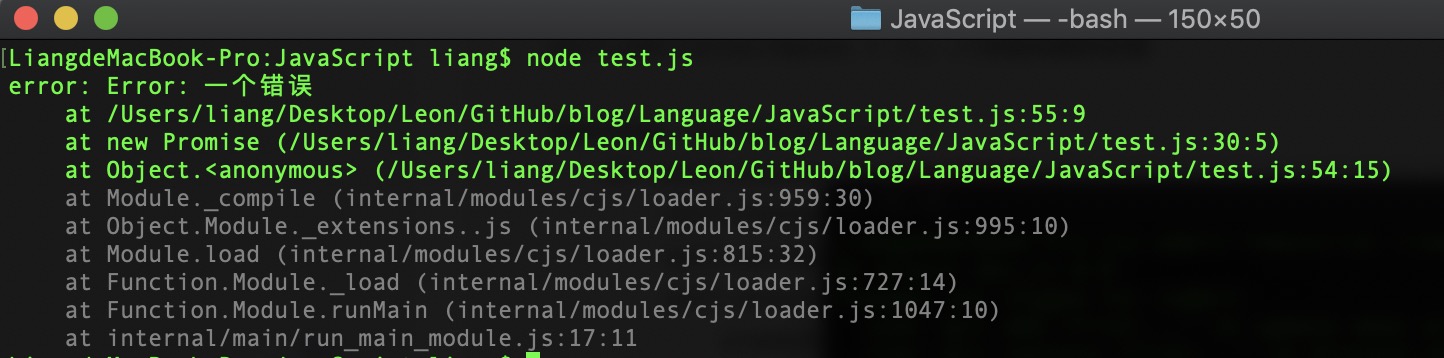 JavaScript — -bash — 150×50
[LiangdeMacBook-Pro:JavaScript liang$ node test.js
error: Error: 一个错误
at /Users/liang/Desktop/Leon/GitHub/blog/Language/JavaScript/test.js:55:9
at new Promise (/Users/liang/Desktop/Leon/GitHub/blog/Language/JavaScript/test.js:30:5)
at Object.<anonymous> (/Users/liang/Desktop/Leon/GitHub/blog/Language/JavaScript/test.js:54:15)
at Module._compile (internal/modules/cjs/loader.js:959:30)
at Object.Module._extensions..js (internal/modules/cjs/loader.js:995:10)
at Module.load (internal/modules/cjs/loader.js:815:32)
at Function.Module._load (internal/modules/cjs/loader.js:727:14)
at Function.Module.runMain (internal/modules/cjs/loader.js:1047:10)
at internal/main/run_main_module.js:17:11